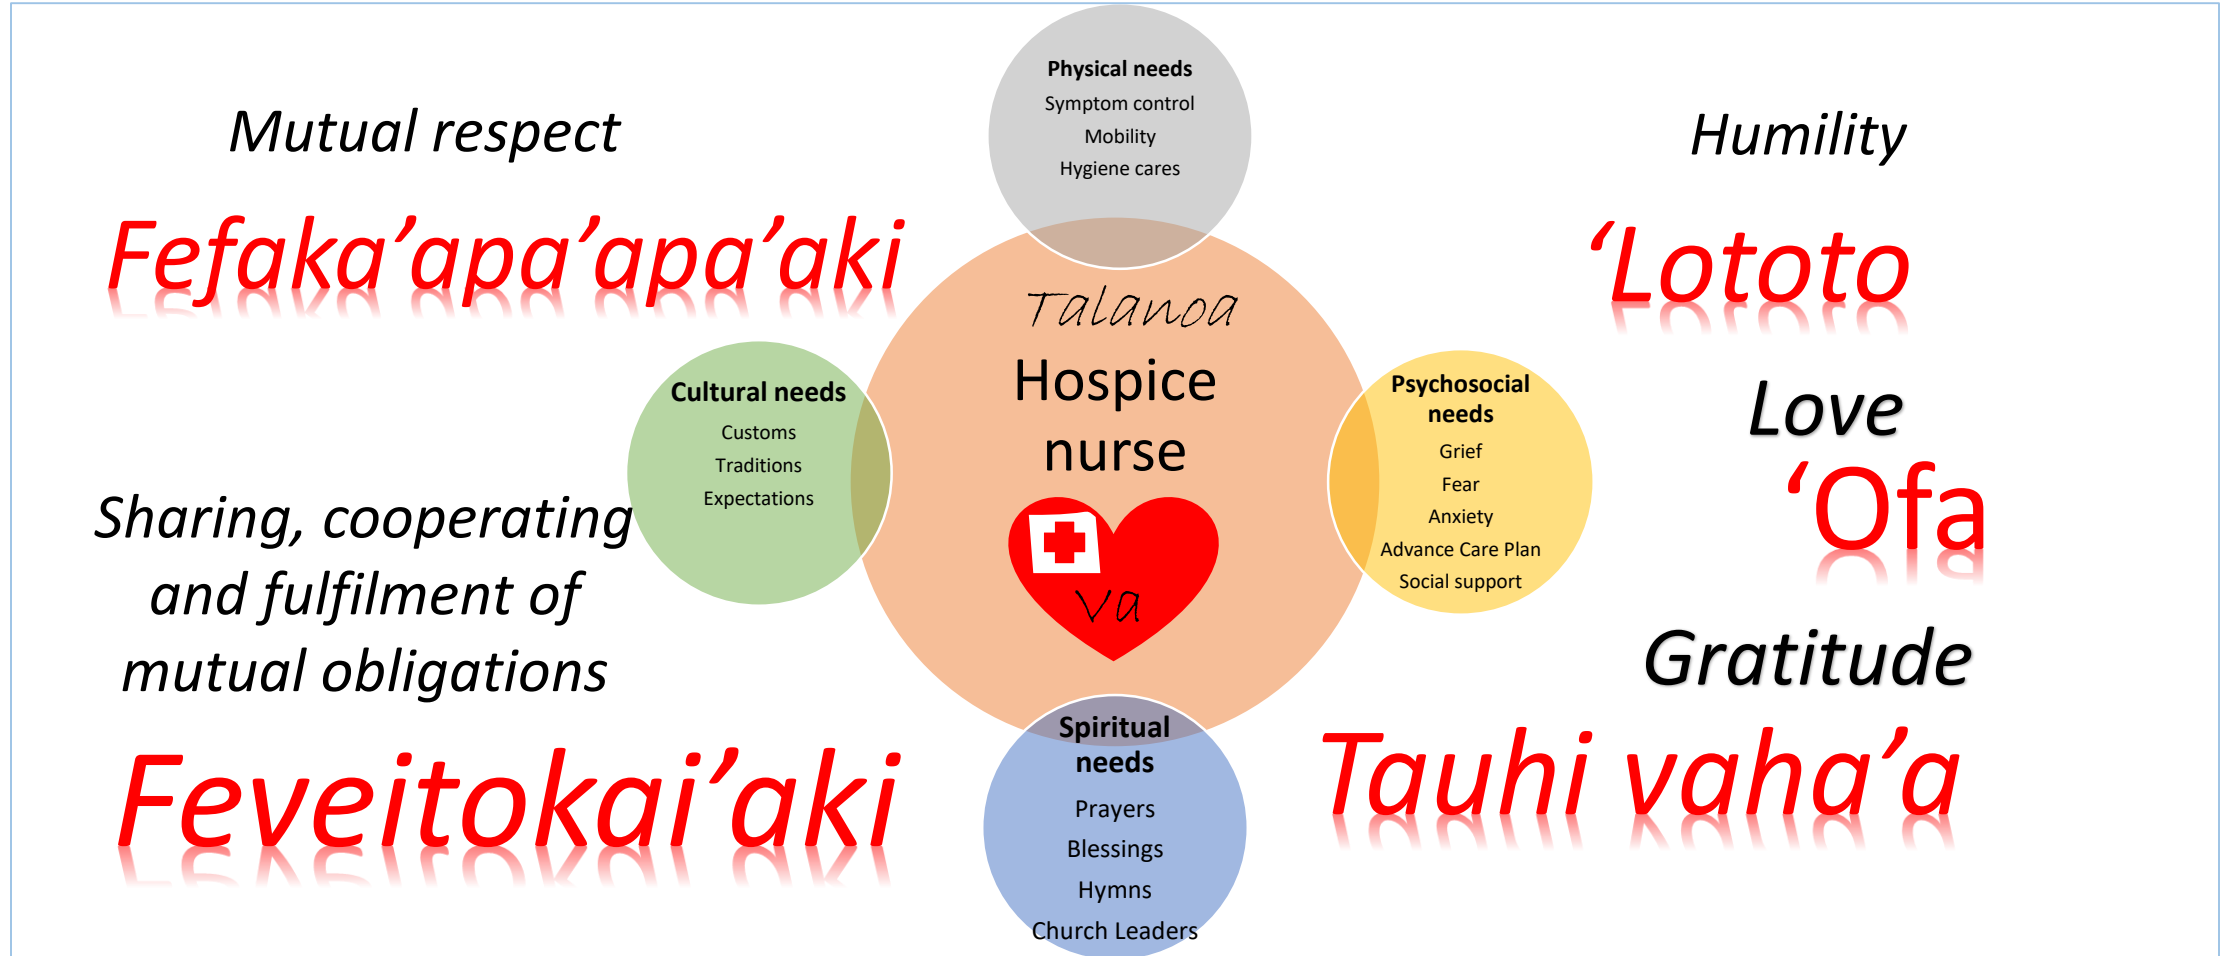 Mutual respect
Fefaka’apa’apa’aki
Sharing, cooperating
and fulfilment of
mutual obligations
Feveitokai’aki
Physical needs
Symptom control
Mobility
Hygiene cares
Cultural needs
Customs
Traditions
Expectations
Talanoa
Hospice
nurse
Va
Psychosocial
needs
Grief
Fear
Anxiety
Advance Care Plan
Social support
Spiritual
needs
Prayers
Blessings
Hymns
Church Leaders
Humility
‘Lototo
Love
‘Ofa
Gratitude
Tauhi vaha’a